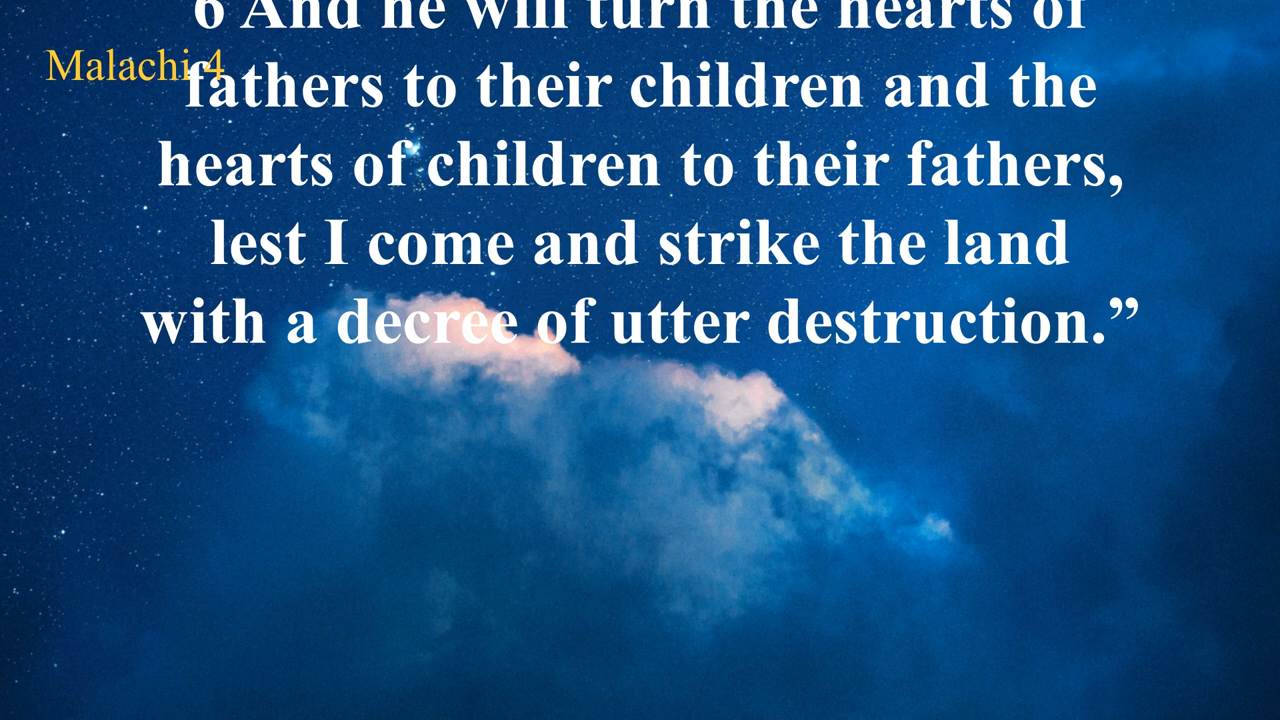 6 And he will turn the hearts of
Malachi 4
fathers to their children and the
hearts of children to their fathers,
lest I come and strike the land
with a decree of utter destruction.”